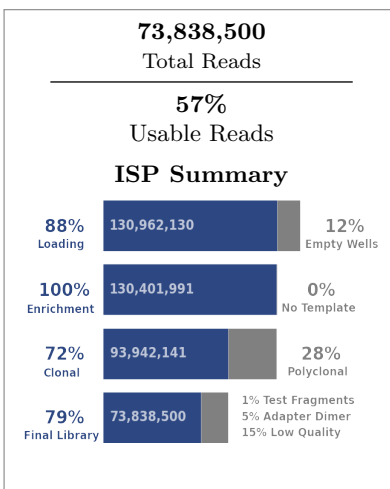 73,838,500
Total Reads
57%
Usable Reads
ISP Summary
88%
Loading
130,962,130
12%
Empty Wells
100%
Enrichment
130,401,991
0%
No Template
72%
Clonal
93,942,141
28%
Polyclonal
79%
Final Library
73,838,500
1% Test Fragments
5% Adapter Dimer
15% Low Quality